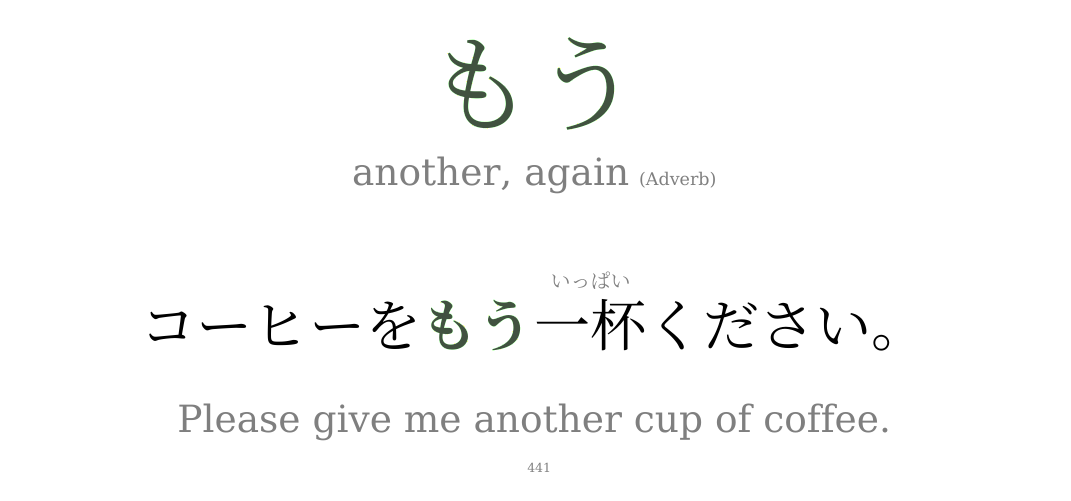 もう
another, again (Adverb)
いっぱい
コーヒーをもう一杯ください。
Please give me another cup of coffee.
441